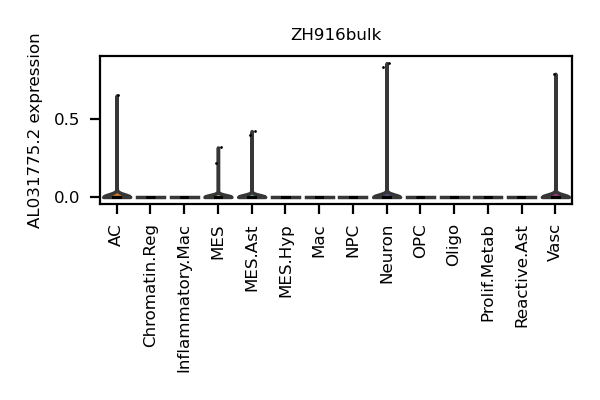 ZH916bulk
AL031775.2 expression
0.5
0.0
AC
Chromatin.Reg
Inflammatory.Mac
MES
MES.Ast
MES.Hyp
Mac
NPC
Neuron
OPC
Oligo
Prolif.Metab
Reactive.Ast
Vasc